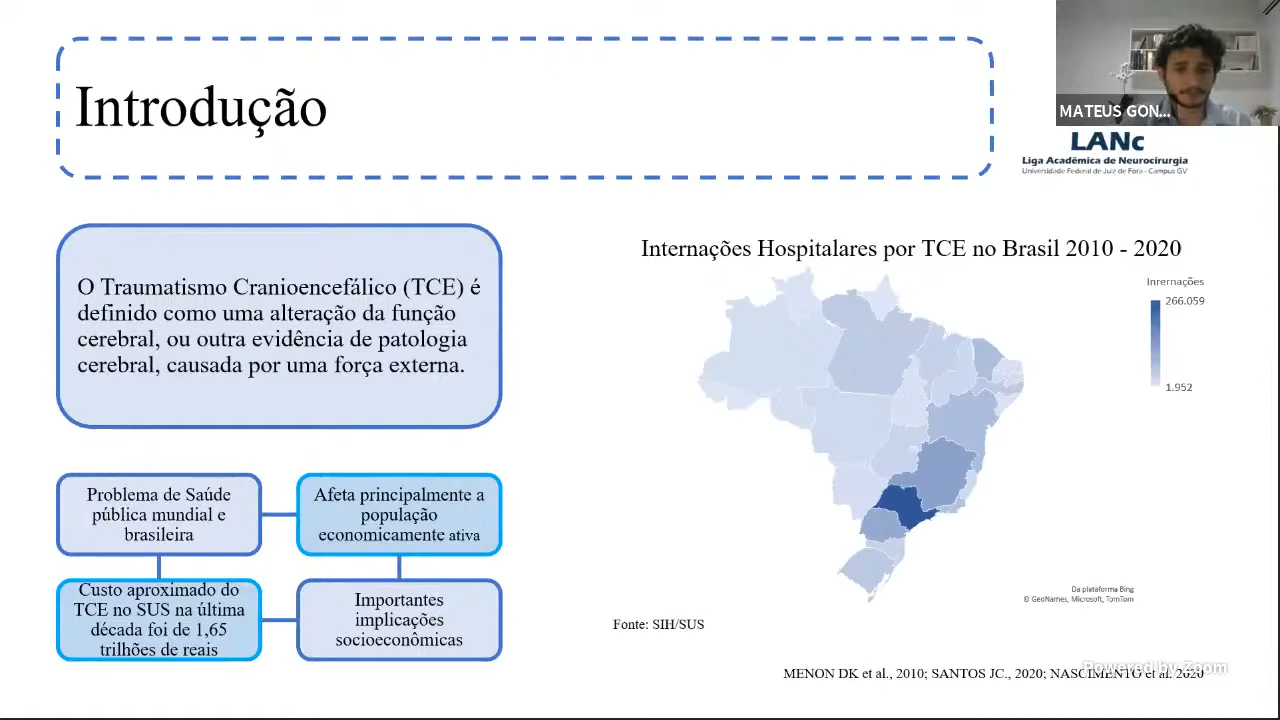 Introdução
MATEUS GON...
LANc
Liga Acadêmica de Neurocirurgia
Universidade Federal de Juiz de Fora - Campus GV
O Traumatismo Cranioencefálico (TCE) é
definido como uma alteração da função
cerebral, ou outra evidência de patologia
cerebral, causada por uma força externa.
Problema de Saúde
pública mundial e
brasileira
Afeta principalmente a
população
economicamente ativa
Custo aproximado do
TCE no SUS na última
década foi de 1,65
trilhões de reais
Importantes
implicações
socioeconômicas
Internações Hospitalares por TCE no Brasil 2010 - 2020
Inrernações
266.059
1.952
Da plataforma Bing
© GeoNames, Microsoft, TomTom
Fonte: SIH/SUS
MENON DK et al., 2010; SANTOS JC., 2020; NASCIMENTO et al. 2020
Powered by Zoom